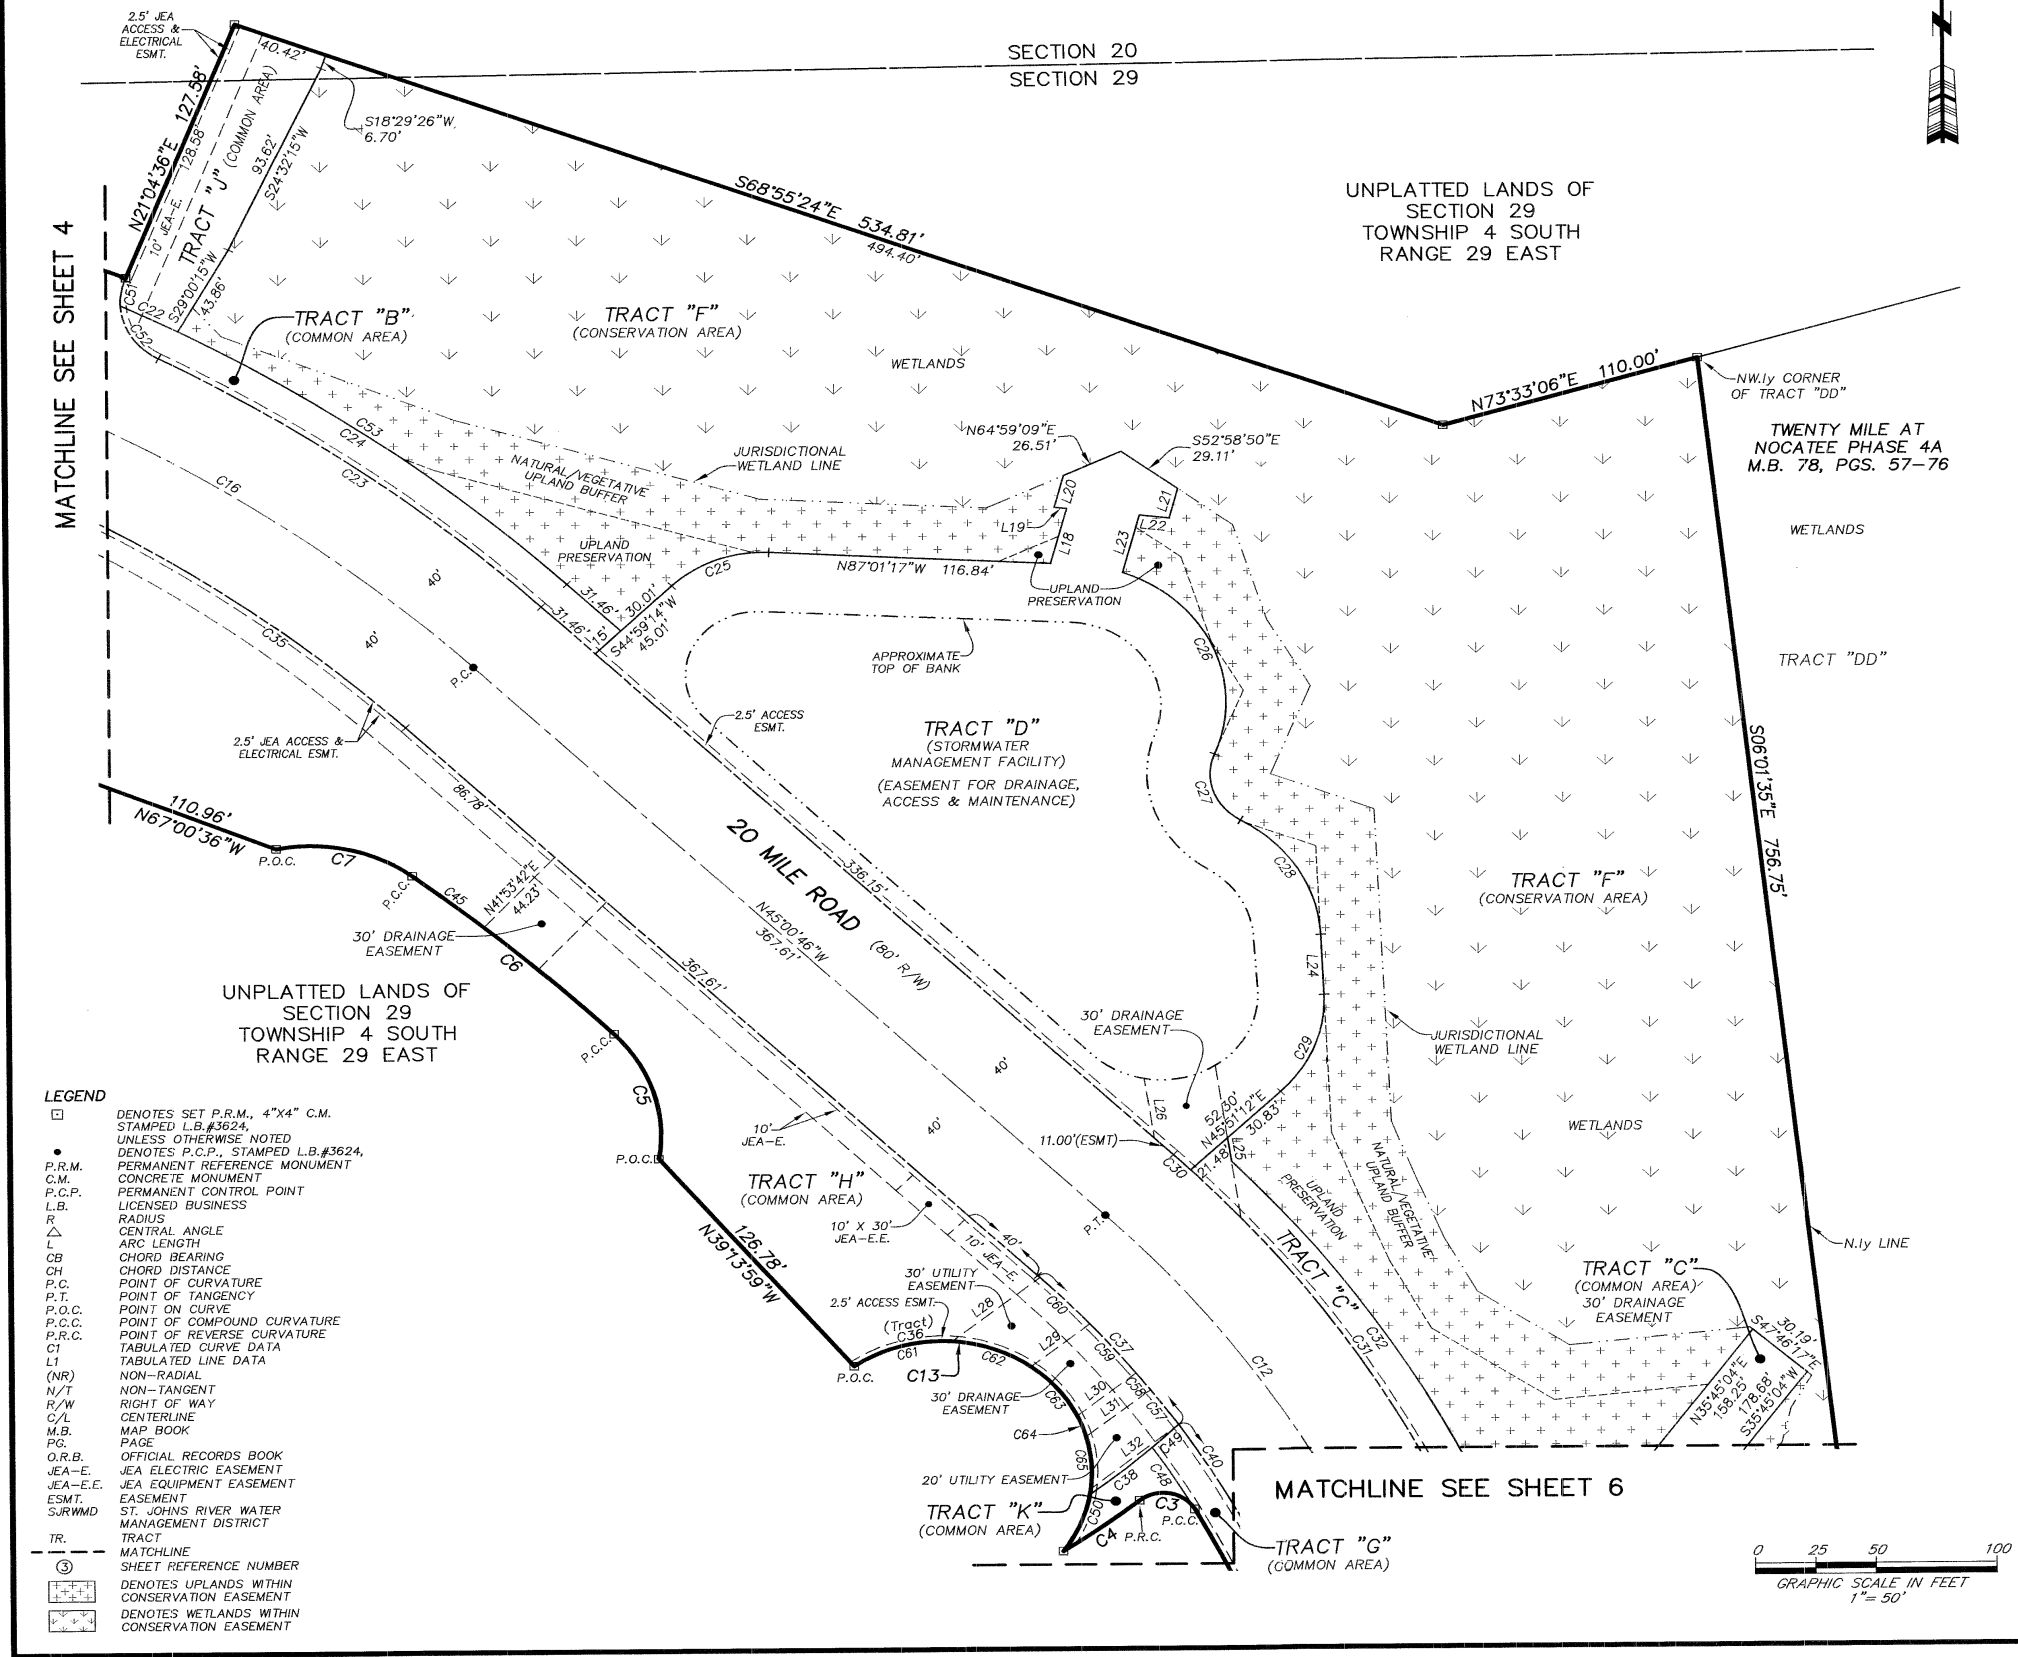 2.5' JEA
ACCESS &
ELECTRICAL
ESMT.
40.42'
SECTION 20
SECTION 29
N
N21°04'36"E 127.58'
128.58'
10' JEA-E.
TRACT "J" (COMMON AREA)
93.62'
S24°32'15"W
S18°29'26"W
6.70'
S29°00'15"W
43.86'
S68°55'24"E 534.81'
494.40'
UNPLATTED LANDS OF
SECTION 29
TOWNSHIP 4 SOUTH
RANGE 29 EAST
MATCHLINE SEE SHEET 4
C51
C22
C52
TRACT "B"
(COMMON AREA)
TRACT "F"
(CONSERVATION AREA)
WETLANDS
N73°33'06"E 110.00'
NW.ly CORNER
OF TRACT "DD"
TWENTY MILE AT
NOCATEE PHASE 4A
M.B. 78, PGS. 57-76
WETLANDS
TRACT "DD"
C53
C24
C23
C16
NATURAL/VEGETATIVE
UPLAND BUFFER
JURISDICTIONAL
WETLAND LINE
N64°59'09"E
26.51'
S52°58'50"E
29.11'
L20
L19
L18
L21
L22
L23
UPLAND
PRESERVATION
C25
N87°01'17"W 116.84'
UPLAND
PRESERVATION
31.46'
31.46'
15'
30.01'
S44°59'14"W
45.01'
40'
40'
C35
P.C.
APPROXIMATE
TOP OF BANK
C26
2.5' ACCESS
ESMT.
TRACT "D"
(STORMWATER
MANAGEMENT FACILITY)
(EASEMENT FOR DRAINAGE,
ACCESS & MAINTENANCE)
C27
S06°01'35"E 756.75'
2.5' JEA ACCESS &
ELECTRICAL ESMT.
86.78'
110.96'
N67°00'36"W
P.O.C.
C7
P.C.C.
C45
N41°53'42"E
44.23'
20 MILE ROAD (80' R/W)
336.15'
N45°00'46"W
367.61'
367.61'
C28
TRACT "F"
(CONSERVATION AREA)
30' DRAINAGE
EASEMENT
C6
L24
UNPLATTED LANDS OF
SECTION 29
TOWNSHIP 4 SOUTH
RANGE 29 EAST
P.C.C.
C5
30' DRAINAGE
EASEMENT
JURISDICTIONAL
WETLAND LINE
C29
40'
40'
L26
52.30'
N45°51'12"E
30.83'
21.48'
L25
11.00'(ESMT)
C30
WETLANDS
NATURAL/VEGETATIVE
UPLAND BUFFER
UPLAND
PRESERVATION
10'
JEA-E.
P.O.C.
TRACT "H"
(COMMON AREA)
10' X 30'
JEA-E.E.
P.T.
126.78'
N39°13'59"W
10' JEA-E.
40'
TRACT "C"
N.ly LINE
TRACT "C"
(COMMON AREA)
30' DRAINAGE
EASEMENT
30.19'
S47°46'17"E
N35°45'04"E
158.25'
178.68'
S35°45'04"W
30' UTILITY
EASEMENT
2.5' ACCESS ESMT.
(Tract)
C36
C61
L28
C60
C37
C59
L29
C62
C13
P.O.C.
C12
C32
C31
30' DRAINAGE
EASEMENT
C63
C58
L30
C57
L31
C64
L32
C49
C65
C40
20' UTILITY EASEMENT
C38
C48
TRACT "K"
(COMMON AREA)
C50
C4
C3
P.R.C.
P.C.C.
MATCHLINE SEE SHEET 6
TRACT "G"
(COMMON AREA)
LEGEND
DENOTES SET P.R.M., 4"X4" C.M.
STAMPED L.B.#3624,
UNLESS OTHERWISE NOTED
DENOTES P.C.P., STAMPED L.B.#3624,
P.R.M. PERMANENT REFERENCE MONUMENT
C.M. CONCRETE MONUMENT
P.C.P. PERMANENT CONTROL POINT
L.B. LICENSED BUSINESS
R RADIUS
△ CENTRAL ANGLE
L ARC LENGTH
CB CHORD BEARING
CH CHORD DISTANCE
P.C. POINT OF CURVATURE
P.T. POINT OF TANGENCY
P.O.C. POINT ON CURVE
P.C.C. POINT OF COMPOUND CURVATURE
P.R.C. POINT OF REVERSE CURVATURE
C1 TABULATED CURVE DATA
L1 TABULATED LINE DATA
(NR) NON-RADIAL
N/T NON-TANGENT
R/W RIGHT OF WAY
C/L CENTERLINE
M.B. MAP BOOK
PG. PAGE
O.R.B. OFFICIAL RECORDS BOOK
JEA-E. JEA ELECTRIC EASEMENT
JEA-E.E. JEA EQUIPMENT EASEMENT
ESMT. EASEMENT
SJRWMD ST. JOHNS RIVER WATER
MANAGEMENT DISTRICT
TR. TRACT
MATCHLINE
③ SHEET REFERENCE NUMBER
DENOTES UPLANDS WITHIN
CONSERVATION EASEMENT
DENOTES WETLANDS WITHIN
CONSERVATION EASEMENT
0 25 50 100
GRAPHIC SCALE IN FEET
1"= 50'